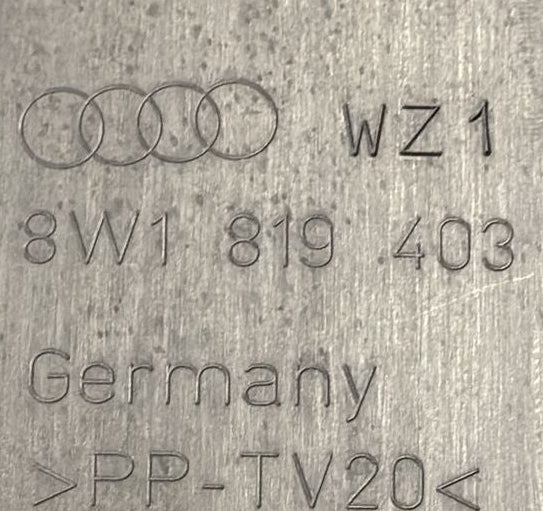 WZ1
8W1 819 403
Germany
>PP-TV20<